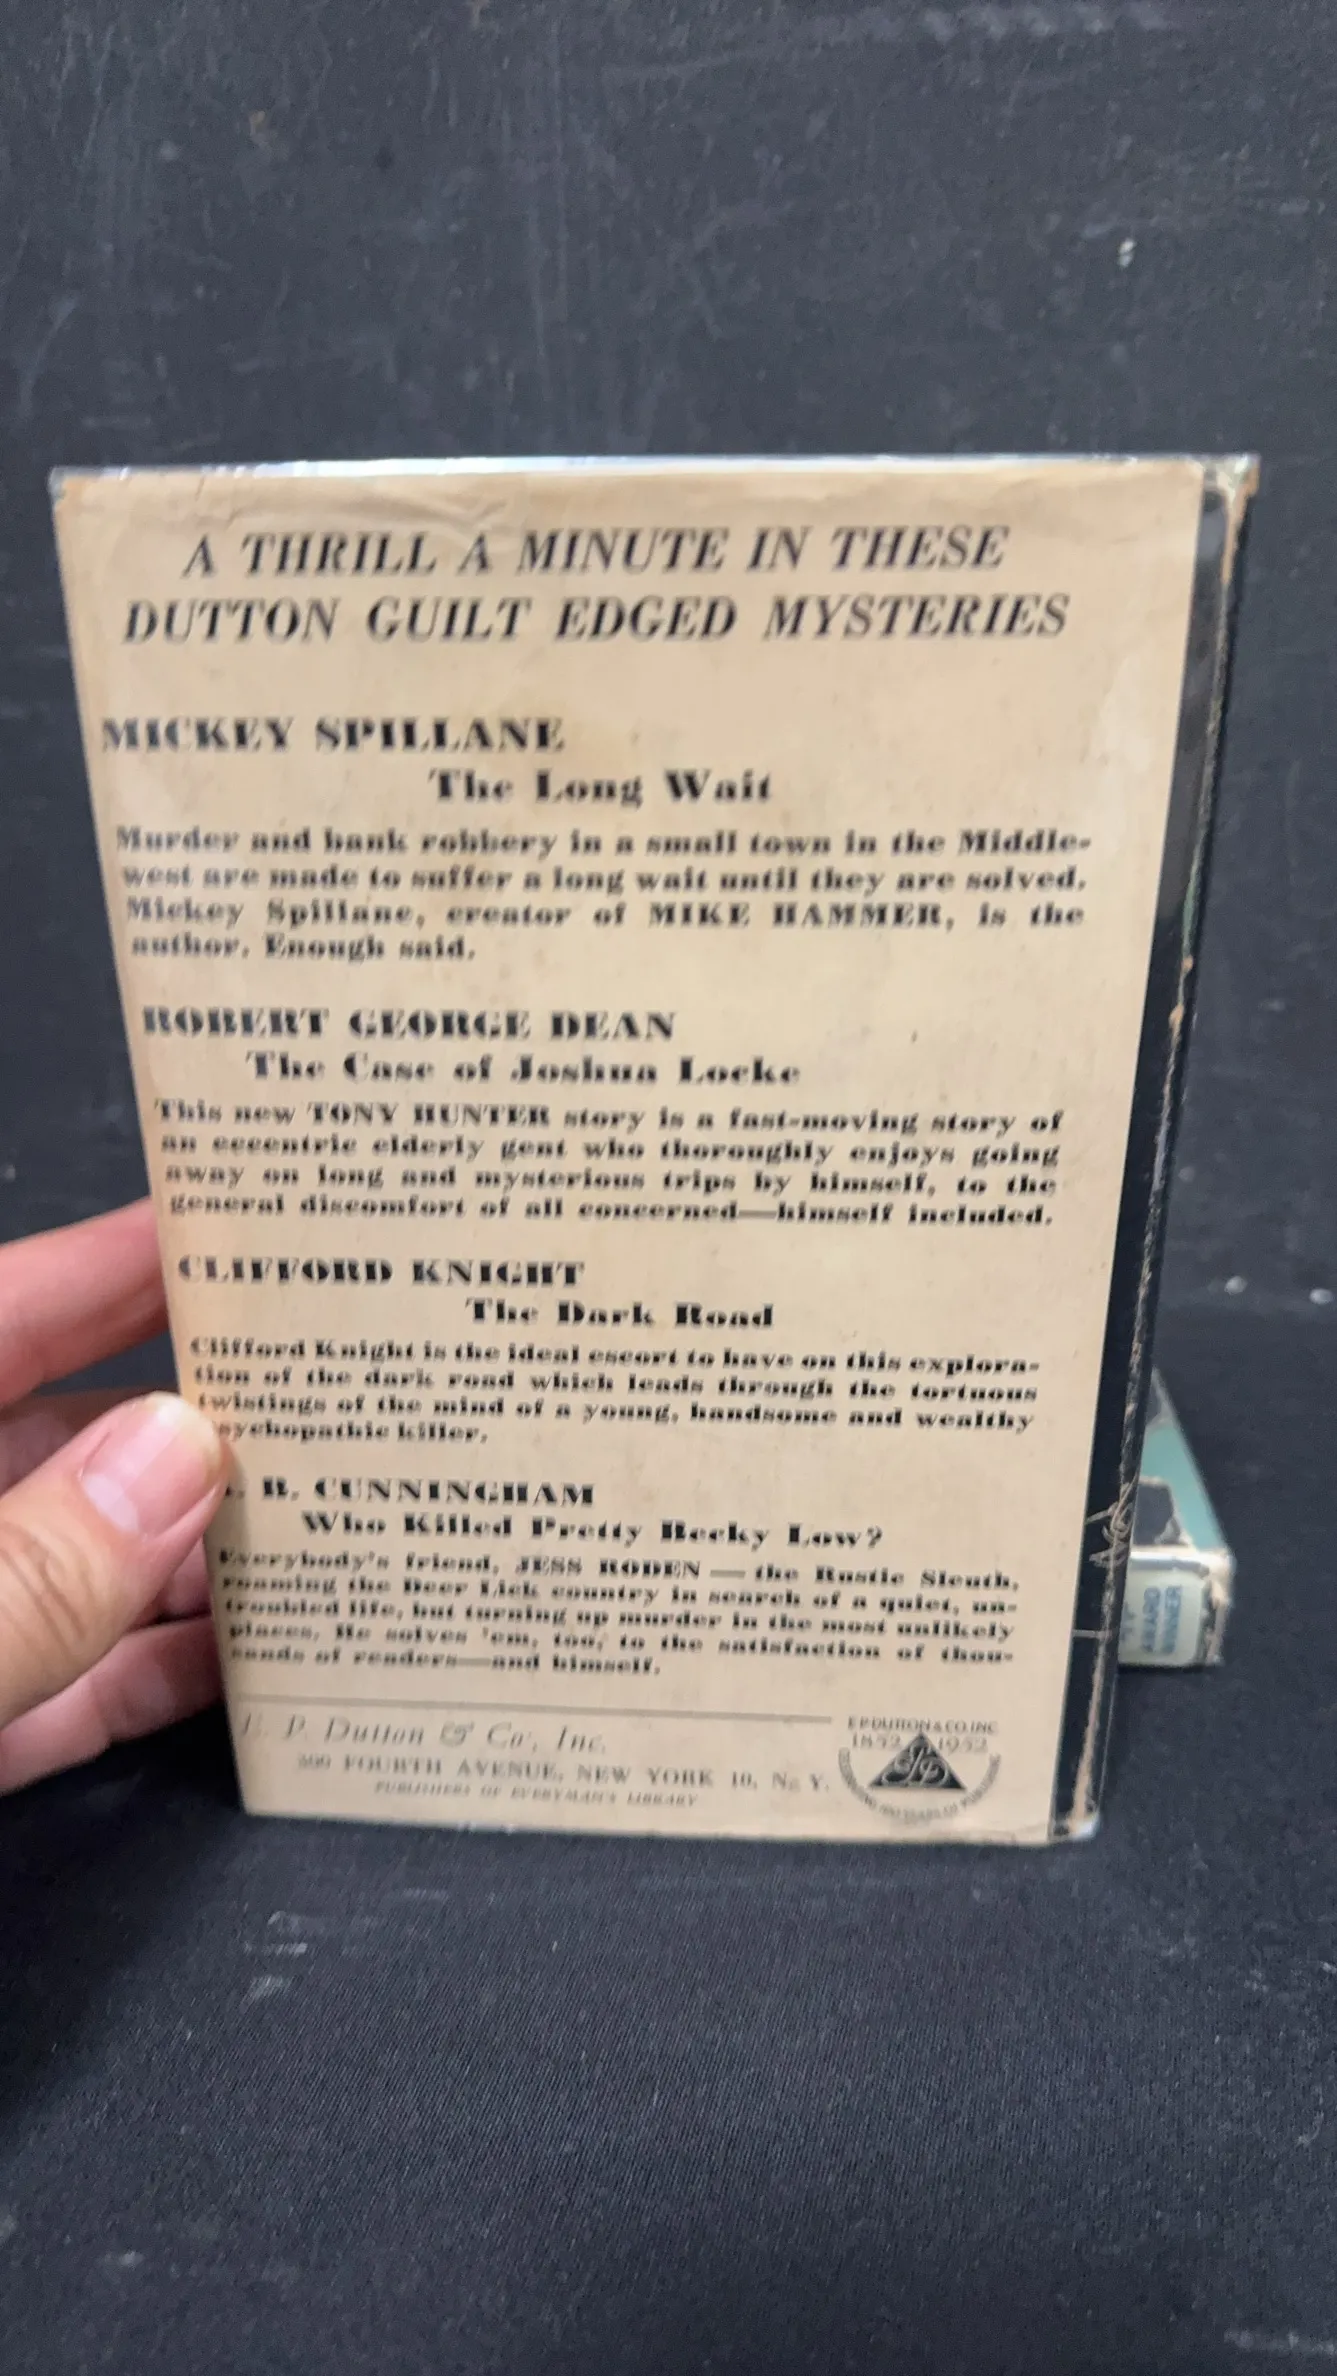 A THRILL A MINUTE IN THESE
DUTTON GUILT EDGED MYSTERIES
MICKEY SPILLANE
The Long Wait
Murder and bank robbery in a small town in the Middle-
west are made to suffer a long wait until they are solved.
Mickey Spillane, creator of MIKE HAMMER, is the
author. Enough said.
ROBERT GEORGE DEAN
The Case of Joshua Locke
This new TONY HUNTER story is a fast-moving story of
an eccentric elderly gent who thoroughly enjoys going
away on long and mysterious trips by himself, to the
general discomfort of all concerned—himself included.
CLIFFORD KNIGHT
The Dark Road
Clifford Knight is the ideal escort to have on this explora-
tion of the dark road which leads through the tortuous
twistings of the mind of a young, handsome and wealthy
sychopathic killer.
. B. CUNNINGHAM
Who Killed Pretty Becky Low?
Everybody's friend, JESS RODEN — the Rustic Sleuth,
roaming the Deer Lick country in search of a quiet, un-
troubled life, but turning up murder in the most unlikely
places. He solves 'em, too, to the satisfaction of thou-
sands of readers—and himself.
E. P. Dutton & Co., Inc.
300 FOURTH AVENUE, NEW YORK 10, N. Y.
PUBLISHERS OF EVERYMAN'S LIBRARY
E.P. DUTTON & CO. INC.
1852 1952